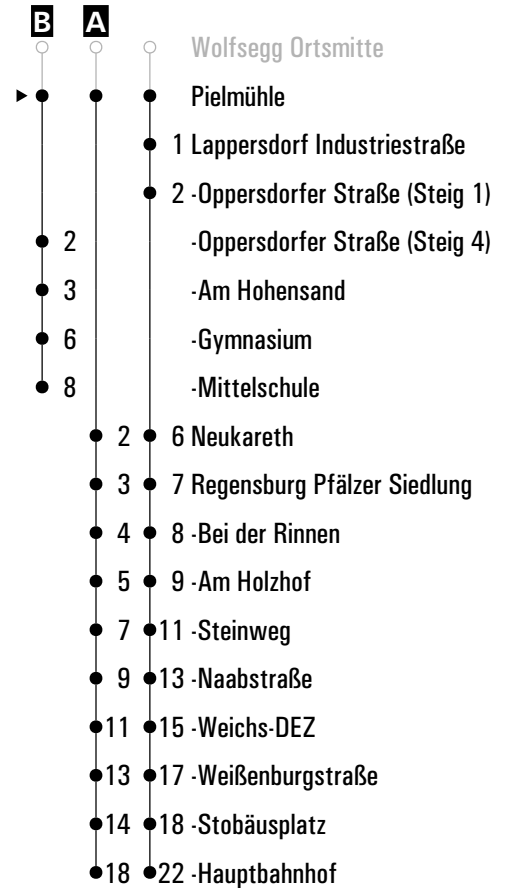 B A
Wolfsegg Ortsmitte
Pielmühle
1 Lappersdorf Industriestraße
2 -Oppersdorfer Straße (Steig 1)
2 -Oppersdorfer Straße (Steig 4)
3 -Am Hohensand
6 -Gymnasium
8 -Mittelschule
2 6 Neukareth
3 7 Regensburg Pfälzer Siedlung
4 8 -Bei der Rinnen
5 9 -Am Holzhof
7 11 -Steinweg
9 13 -Naabstraße
11 15 -Weichs-DEZ
13 17 -Weißenburgstraße
14 18 -Stobäusplatz
18 22 -Hauptbahnhof